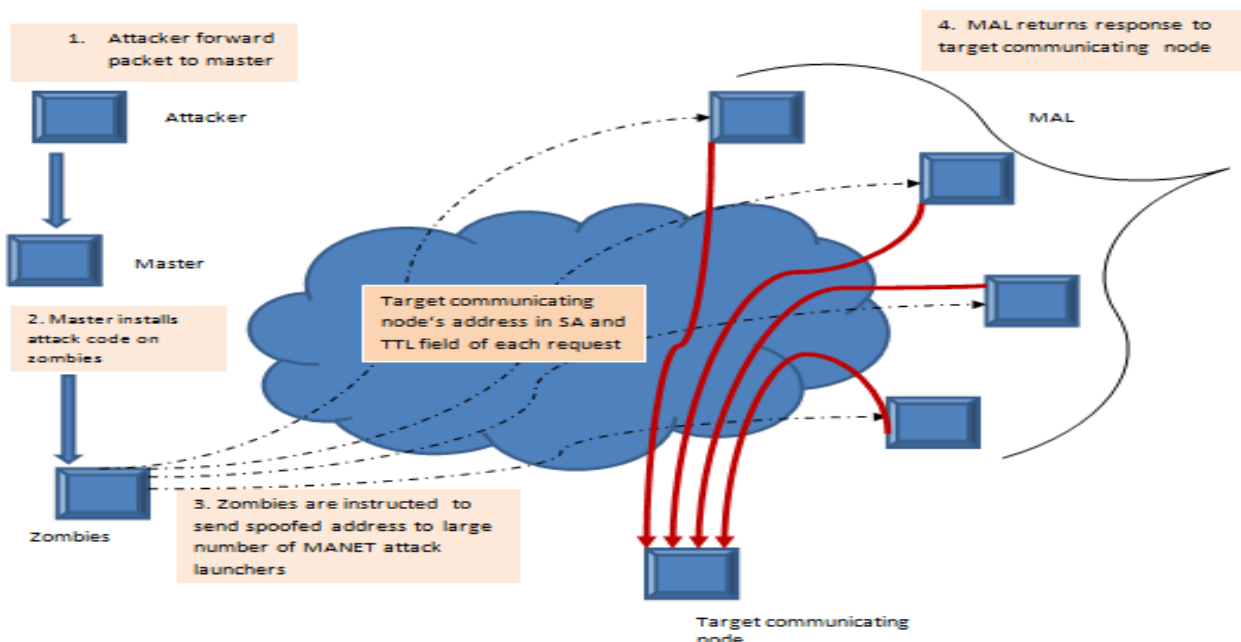 1. Attacker forward
packet to master
4. MAL returns response to
target communicating node
Attacker
MAL
Master
Target communicating
node's address in SA and
TTL field of each request
2. Master installs
attack code on
zombies
3. Zombies are instructed to
send spoofed address to large
number of MANET attack
launchers
Zombies
Target communicating
node